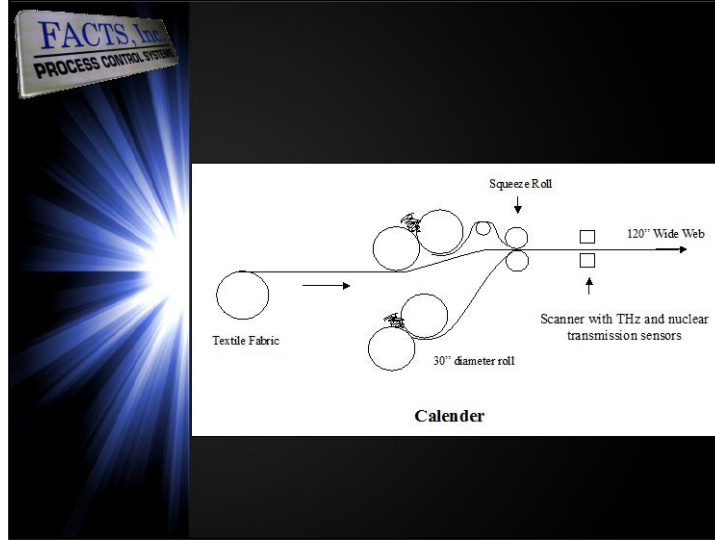 FACTS, Inc.
PROCESS CONTROL SYSTEMS
Squeeze Roll
120” Wide Web
Scanner with THz and nuclear
transmission sensors
Textile Fabric
30” diameter roll
Calender